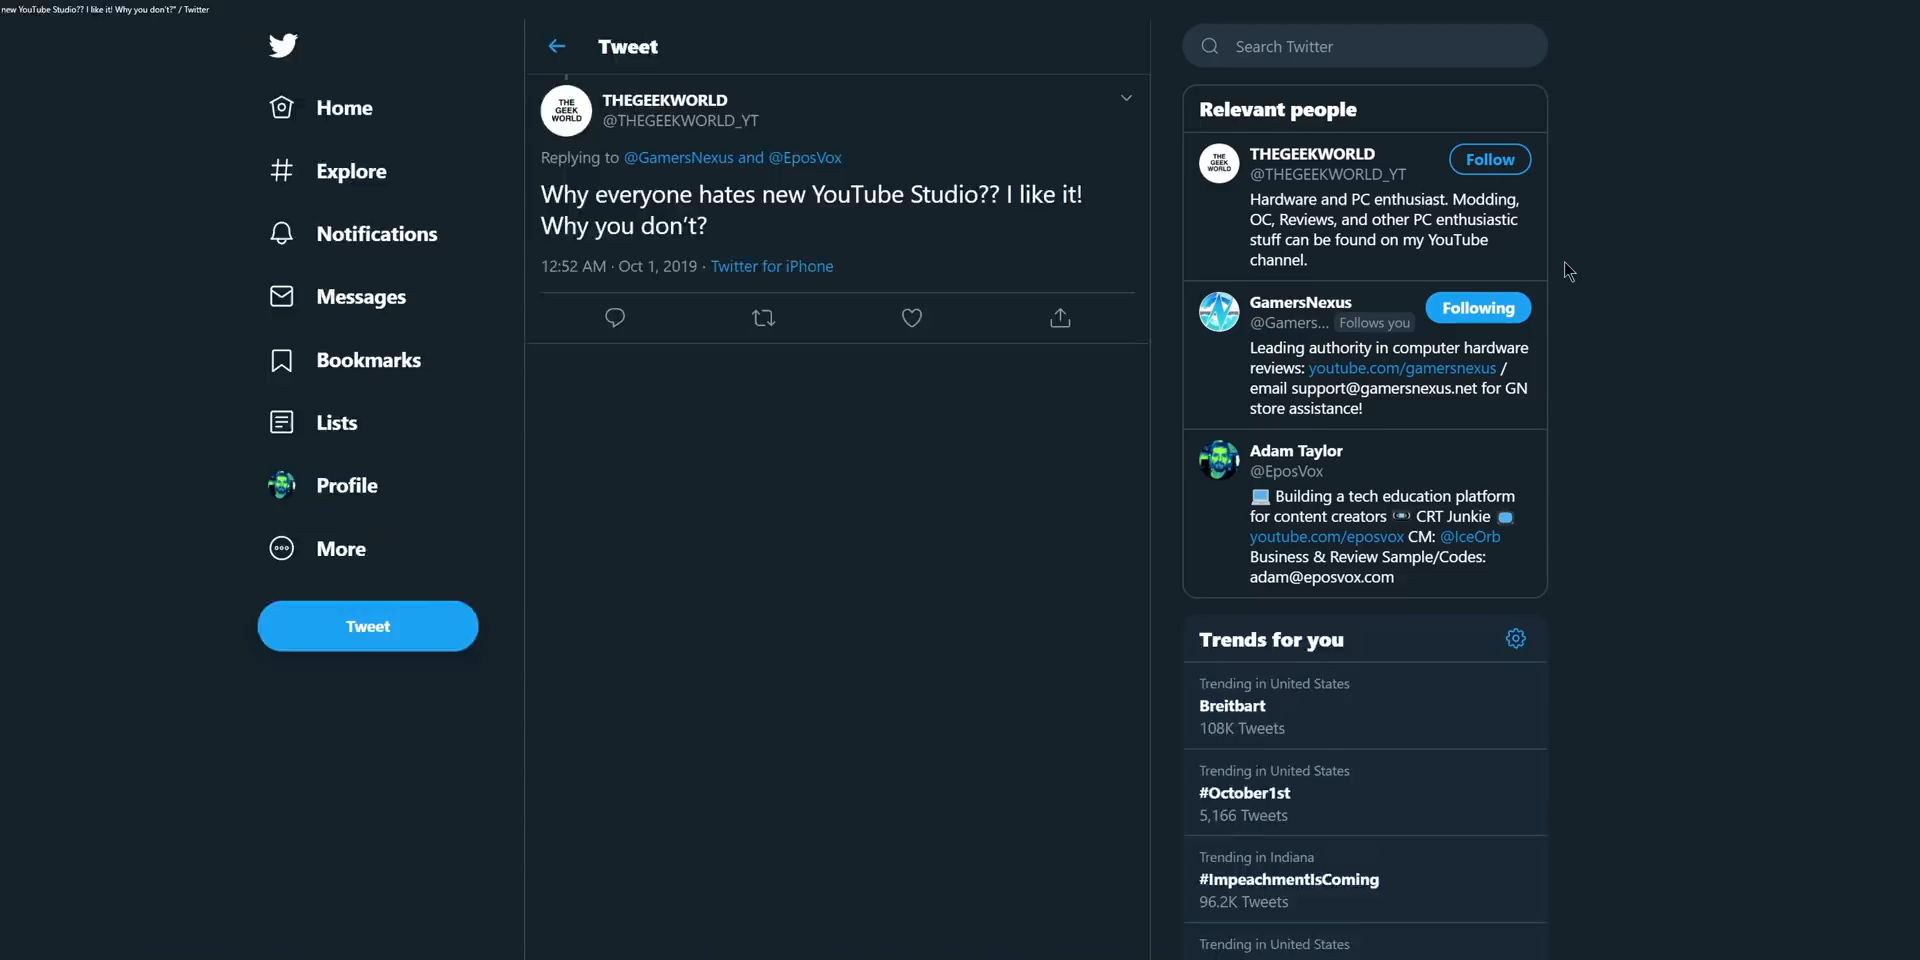 new YouTube Studio?? I like it! Why you don't?" / Twitter
Home
Explore
Notifications
Messages
Bookmarks
Lists
Profile
More
Tweet
Tweet
THE
GEEK
WORLD
THEGEEKWORLD
@THEGEEKWORLD_YT
Replying to @GamersNexus and @EposVox
Why everyone hates new YouTube Studio?? I like it!
Why you don't?
12:52 AM · Oct 1, 2019 · Twitter for iPhone
Search Twitter
Relevant people
THE
GEEK
WORLD
THEGEEKWORLD
@THEGEEKWORLD_YT
Follow
Hardware and PC enthusiast. Modding,
OC, Reviews, and other PC enthusiastic
stuff can be found on my YouTube
channel.
GamersNexus
@Gamers... Follows you
Following
Leading authority in computer hardware
reviews: youtube.com/gamersnexus /
email support@gamersnexus.net for GN
store assistance!
Adam Taylor
@EposVox
Building a tech education platform
for content creators CRT Junkie
youtube.com/eposvox CM: @IceOrb
Business & Review Sample/Codes:
adam@eposvox.com
Trends for you
Trending in United States
Breitbart
108K Tweets
Trending in United States
#October1st
5,166 Tweets
Trending in Indiana
#ImpeachmentIsComing
96.2K Tweets
Trending in United States